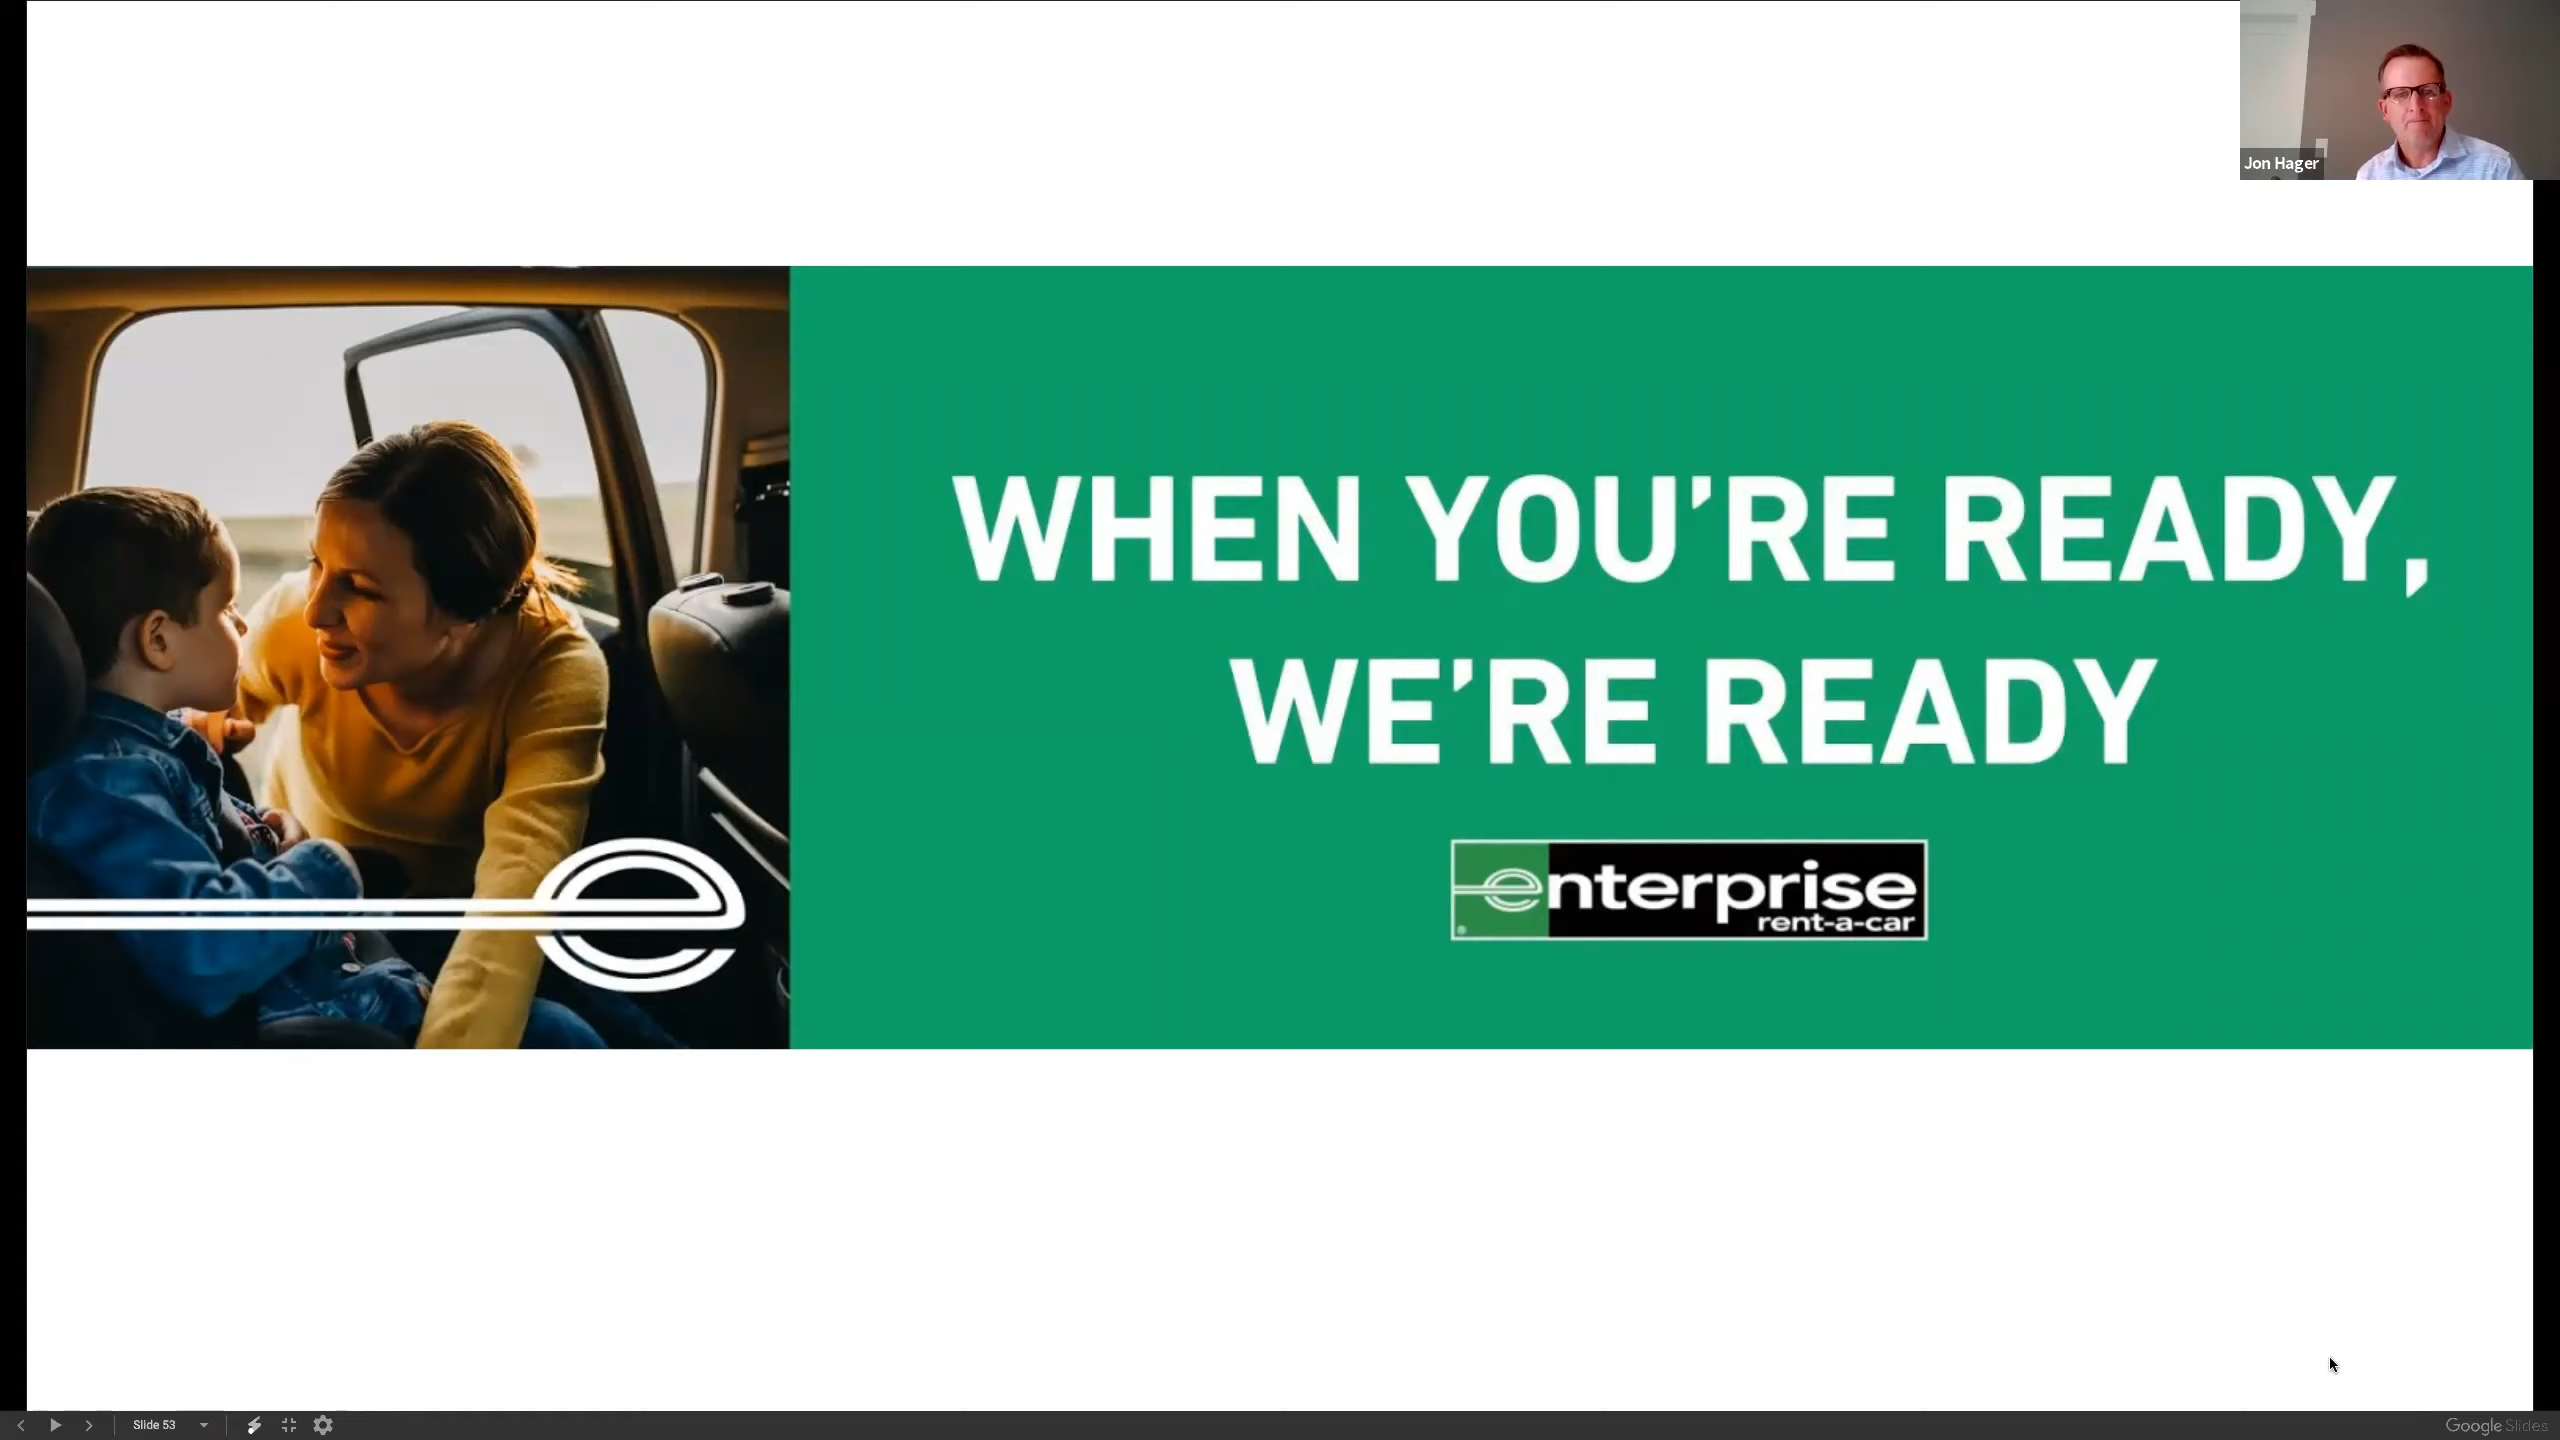 Jon Hager
WHEN YOU’RE READY,
WE’RE READY
enterprise
rent-a-car
e
Slide 53
Google Slides